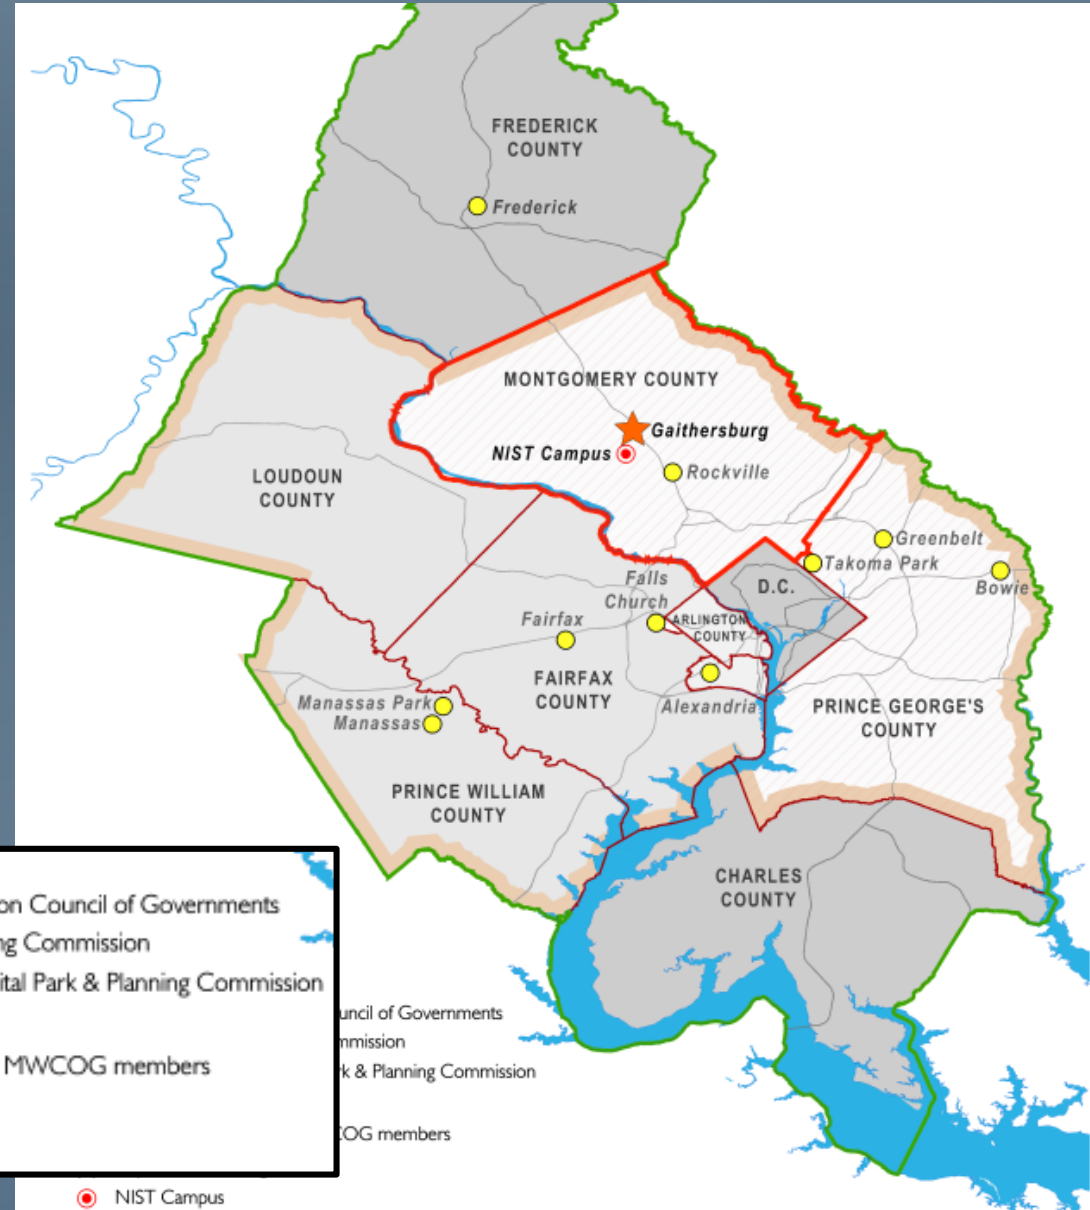 FREDERICK
COUNTY
Frederick
MONTGOMERY COUNTY
Gaithersburg
NIST Campus
Rockville
LOUDOUN
COUNTY
Greenbelt
Takoma Park
Falls
Church
D.C.
Bowie
Fairfax
ARLINGTON
COUNTY
FAIRFAX
COUNTY
Manassas Park
Manassas
Alexandria
PRINCE GEORGE'S
COUNTY
PRINCE WILLIAM
COUNTY
CHARLES
COUNTY
on Council of Governments
ng Commission
ital Park & Planning Commission
MWCOG members
uncil of Governments
mmission
k & Planning Commission
COG members
NIST Campus